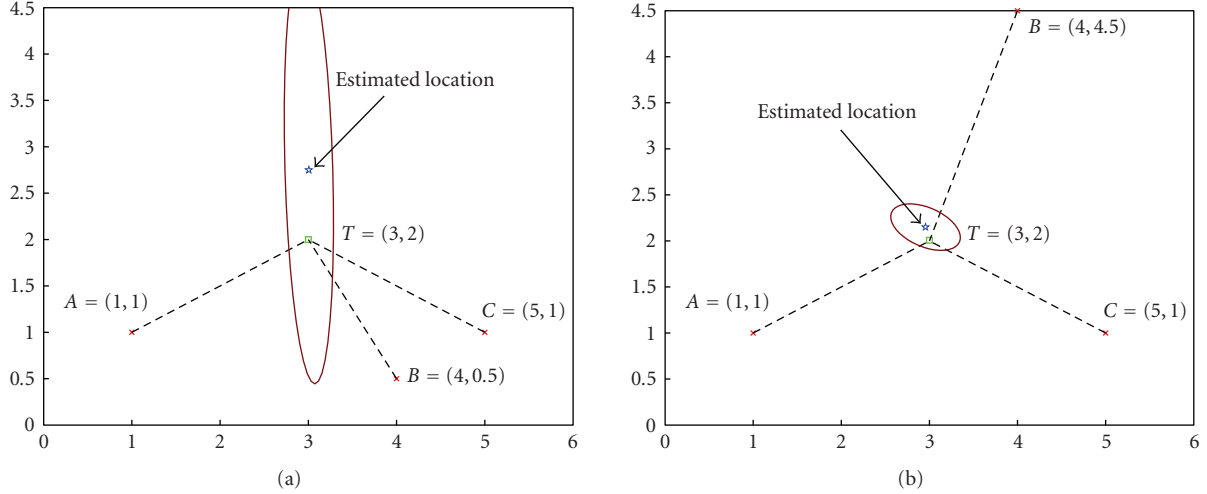 4.5
4
3.5
3
2.5
2
1.5
1
0.5
0
0 1 2 3 4 5 6
Estimated location
T = (3, 2)
A = (1, 1)
C = (5, 1)
B = (4, 0.5)
(a)
4.5
4
3.5
3
2.5
2
1.5
1
0.5
0
0 1 2 3 4 5 6
B = (4, 4.5)
Estimated location
T = (3, 2)
A = (1, 1)
C = (5, 1)
(b)